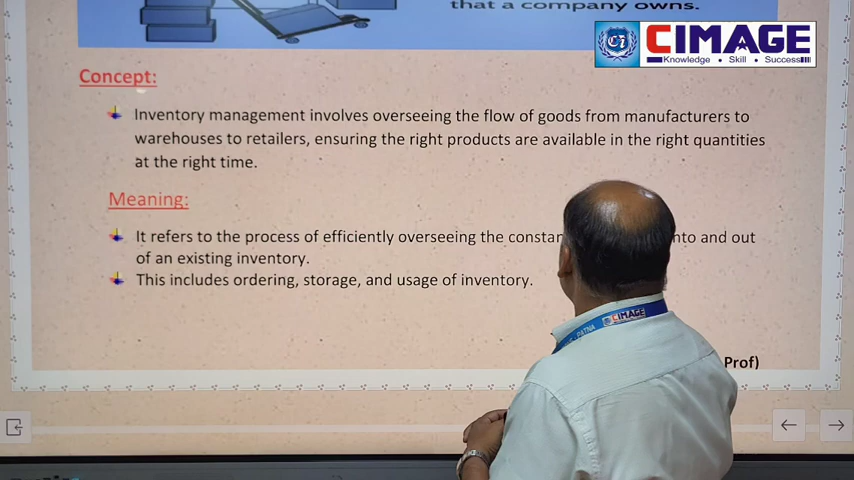 that a company owns.
CIMAGE
Knowledge • Skill • Success
Concept:
Inventory management involves overseeing the flow of goods from manufacturers to
warehouses to retailers, ensuring the right products are available in the right quantities
at the right time.
Meaning:
It refers to the process of efficiently overseeing the nto and out
of an existing inventory.
This includes ordering, storage, and usage of inventory.
Prof)
PATNA CIMAGE